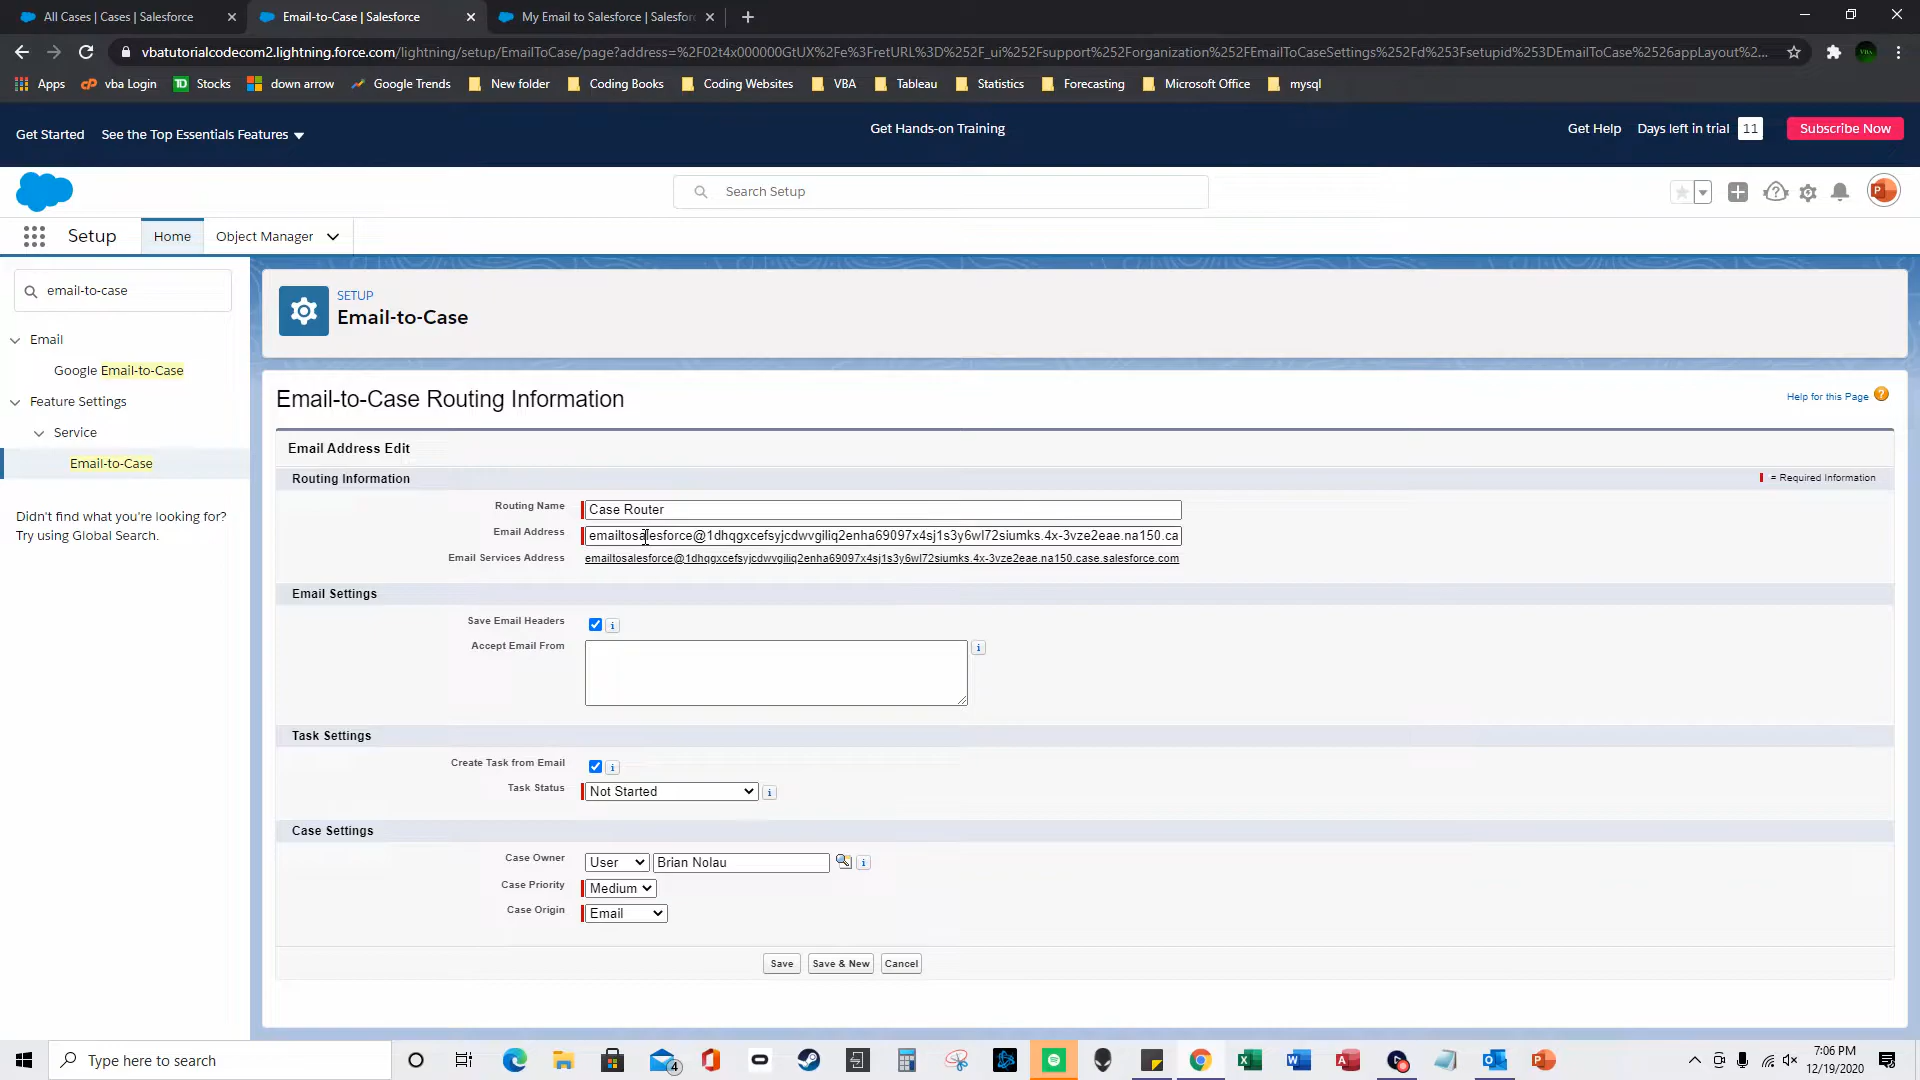 All Cases | Cases | Salesforce
Email-to-Case | Salesforce
My Email to Salesforce | Salesfor
vbatutorialcodecom2.lightning.force.com/lightning/setup/EmailToCase/page?address=%2F02t4x000000GtUX%2Fe%3FretURL%3D%252F_ui%252Fsupport%252Forganization%252FEmailToCaseSettings%252Fd%253Fsetupid%253DEmailToCase%2526appLayout%2...
Apps
vba Login
Stocks
down arrow
Google Trends
New folder
Coding Books
Coding Websites
VBA
Tableau
Statistics
Forecasting
Microsoft Office
mysql
Get Started
See the Top Essentials Features
Get Hands-on Training
Get Help
Days left in trial 11
Subscribe Now
Search Setup
Setup
Home
Object Manager
email-to-case
Email
Google Email-to-Case
Feature Settings
Service
Email-to-Case
Didn't find what you're looking for?
Try using Global Search.
SETUP
Email-to-Case
Email-to-Case Routing Information
Help for this Page
Email Address Edit
Routing Information
= Required Information
Routing Name Case Router
Email Address emailtosalesforce@1dhqgxcefsyjcdwvgiliq2enha69097x4sj1s3y6wl72siumks.4x-3vze2eae.na150.ca
Email Services Address emailtosalesforce@1dhqgxcefsyjcdwvgiliq2enha69097x4sj1s3y6wl72siumks.4x-3vze2eae.na150.case.salesforce.com
Email Settings
Save Email Headers
Accept Email From
Task Settings
Create Task from Email
Task Status Not Started
Case Settings
Case Owner User Brian Nolau
Case Priority Medium
Case Origin Email
Save
Save & New
Cancel
Type here to search
4
7:06 PM
12/19/2020